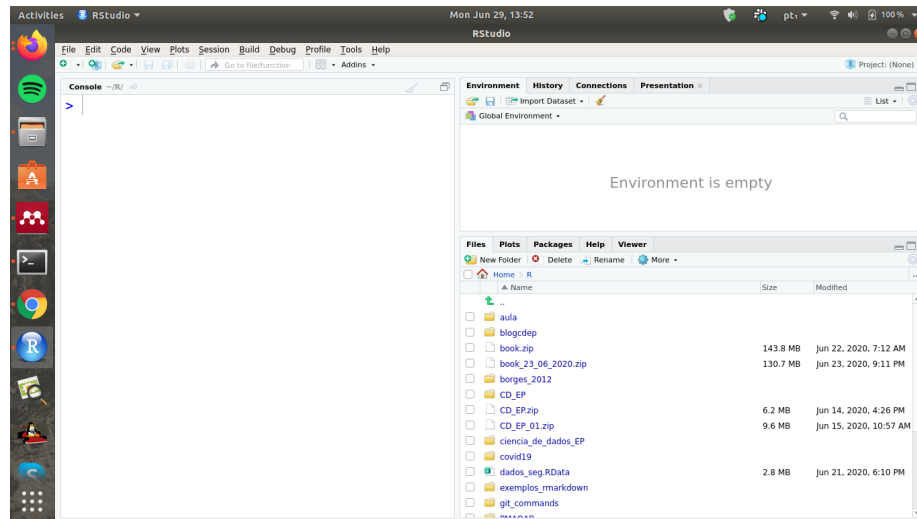 Activities RStudio Mon Jun 29, 13:52 pt₁ 100 %
RStudio
File Edit Code View Plots Session Build Debug Profile Tools Help
Go to file/function Addins Project: (None)
Console ~/R/
>
Environment History Connections Presentation
Import Dataset List
Global Environment
Environment is empty
Files Plots Packages Help Viewer
New Folder Delete Rename More
Home R
Name Size Modified
..
aula
blogcdep
book.zip 143.8 MB Jun 22, 2020, 7:12 AM
book_23_06_2020.zip 130.7 MB Jun 23, 2020, 9:11 PM
borges_2012
CD_EP
CD_EP.zip 6.2 MB Jun 14, 2020, 4:26 PM
CD_EP_01.zip 9.6 MB Jun 15, 2020, 10:57 AM
ciencia_de_dados_EP
covid19
dados_seg.RData 2.8 MB Jun 21, 2020, 6:10 PM
exemplos_rmarkdown
git_commands